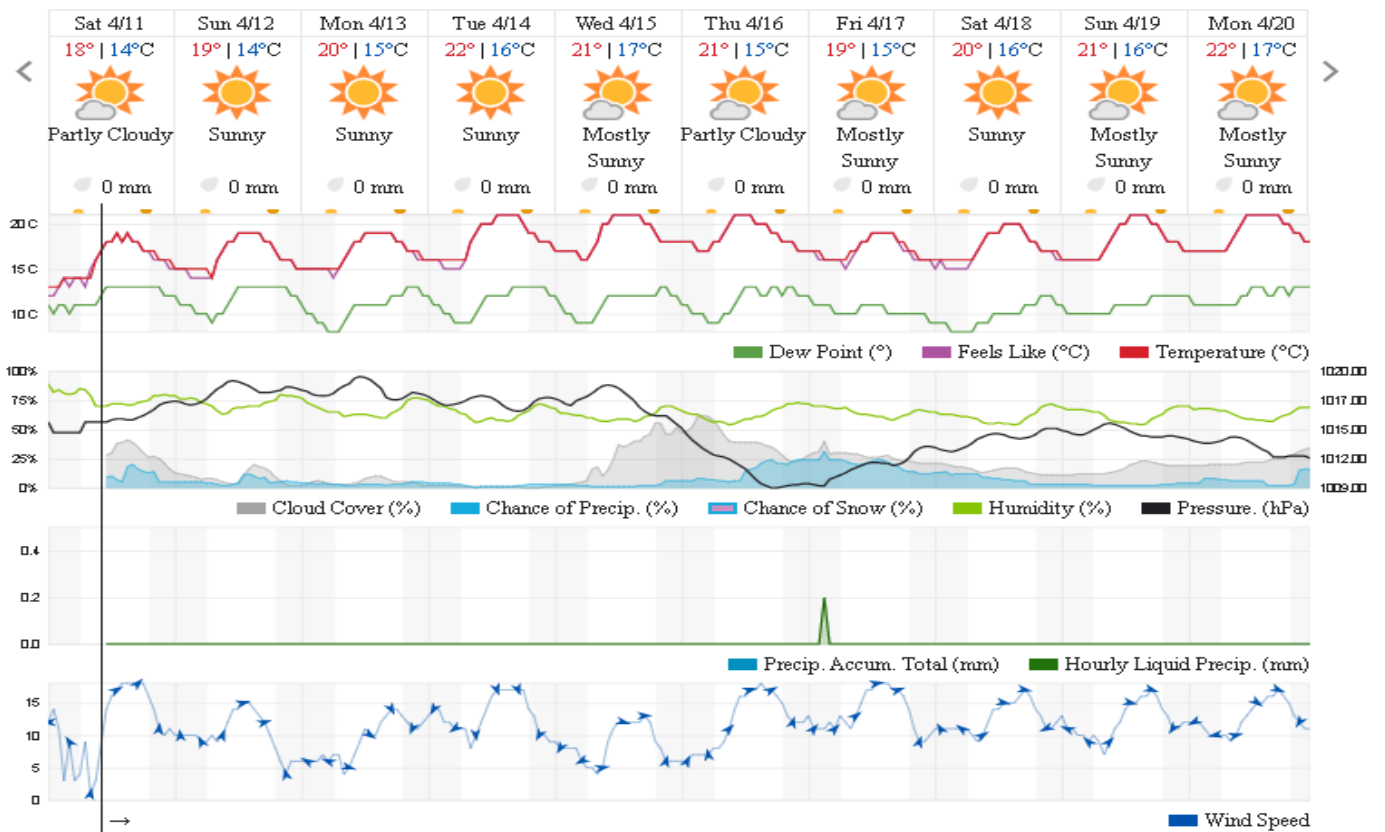 Sat 4/11 Sun 4/12 Mon 4/13 Tue 4/14 Wed 4/15 Thu 4/16 Fri 4/17 Sat 4/18 Sun 4/19 Mon 4/20
18° | 14°C 19° | 14°C 20° | 15°C 22° | 16°C 21° | 17°C 21° | 15°C 19° | 15°C 20° | 16°C 21° | 16°C 22° | 17°C
Partly Cloudy Sunny Sunny Sunny Mostly Partly Cloudy Mostly Sunny Mostly Mostly
Sunny Sunny Sunny Sunny
0 mm 0 mm 0 mm 0 mm 0 mm 0 mm 0 mm 0 mm 0 mm 0 mm
20 C
15 C
10 C
Dew Point (°) Feels Like (°C) Temperature (°C)
100% 1020.00
75% 1017.00
50% 1015.00
25% 1012.00
0% 1009.00
Cloud Cover (%) Chance of Precip. (%) Chance of Snow (%) Humidity (%) Pressure. (hPa)
0.4
0.2
0.0
Precip. Accum. Total (mm) Hourly Liquid Precip. (mm)
15
10
5
0
→
Wind Speed